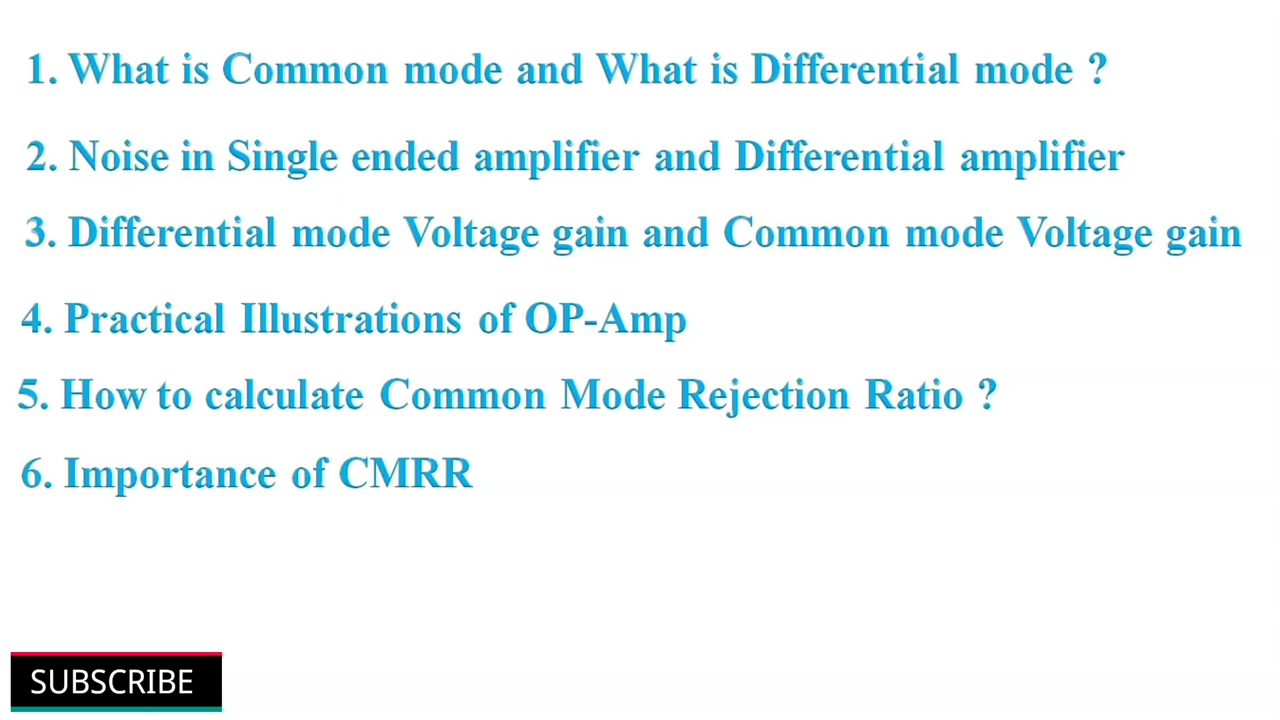 1. What is Common mode and What is Differential mode ?
2. Noise in Single ended amplifier and Differential amplifier
3. Differential mode Voltage gain and Common mode Voltage gain
4. Practical Illustrations of OP-Amp
5. How to calculate Common Mode Rejection Ratio ?
6. Importance of CMRR
SUBSCRIBE